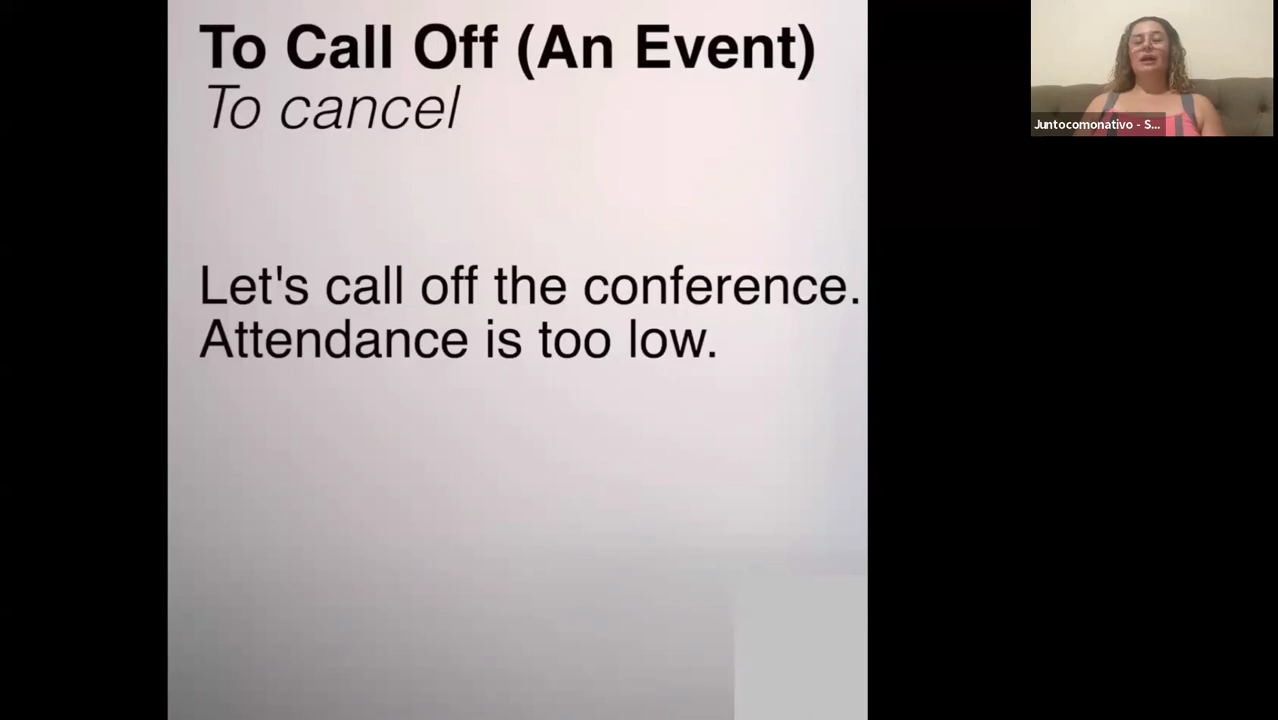 To Call Off (An Event)
To cancel
Let's call off the conference.
Attendance is too low.
Juntocomonativo - S...